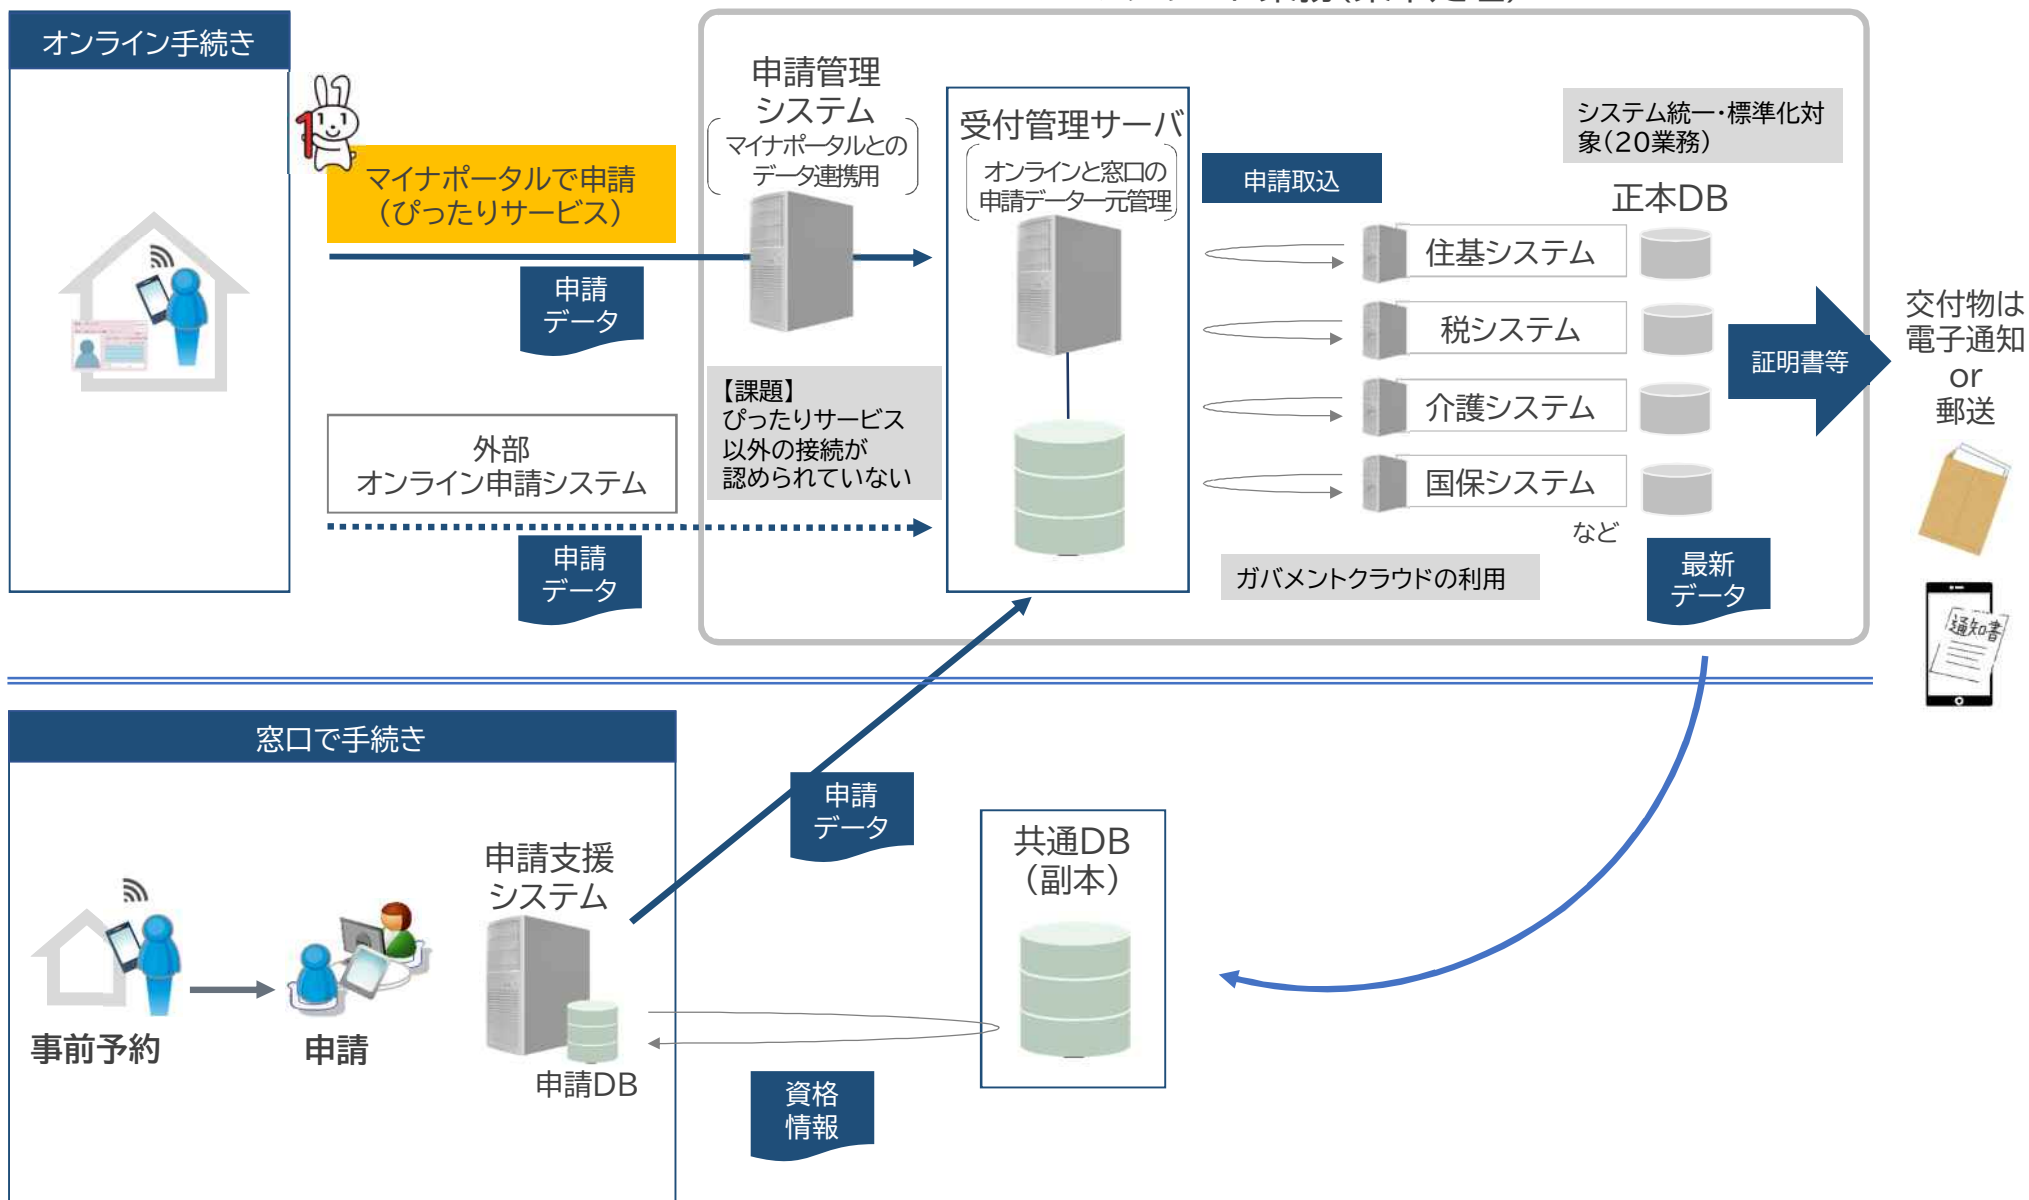 オンライン手続き
マイナポータルで申請
（ぴったりサービス）
申請
データ
外部
オンライン申請システム
申請
データ
申請管理
システム
マイナポータルとの
データ連携用
【課題】
ぴったりサービス
以外の接続が
認められていない
受付管理サーバ
オンラインと窓口の
申請データ一元管理
申請取込
システム統一・標準化対
象(20業務)
正本DB
住基システム
税システム
介護システム
国保システム
など
ガバメントクラウドの利用
最新
データ
証明書等
交付物は
電子通知
or
郵送
通知書
窓口で手続き
事前予約
申請
申請支援
システム
申請DB
申請
データ
共通DB
（副本）
資格
情報